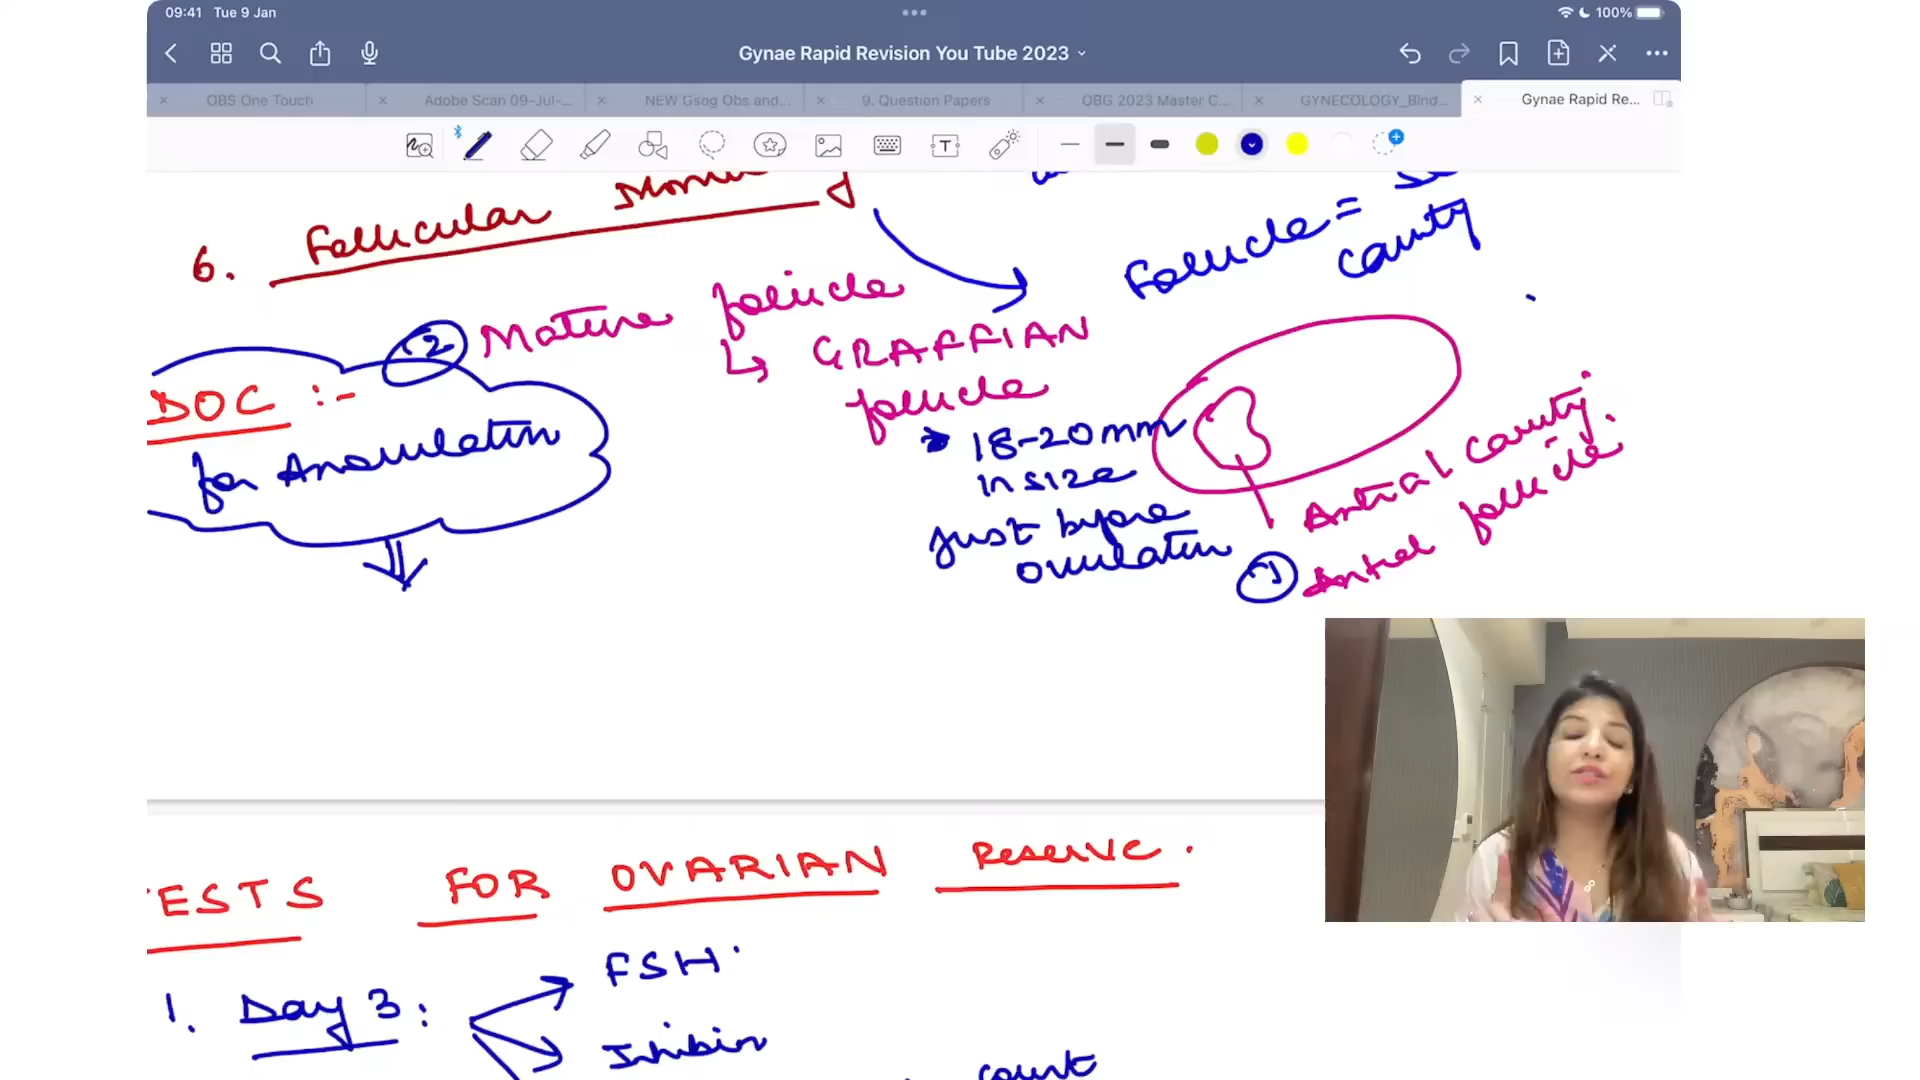 09:41 Tue 9 Jan
100%
Gynae Rapid Revision You Tube 2023
OBS One Touch
Adobe Scan 09-Jul-...
NEW Gsog Obs and...
9. Question Papers
OBG 2023 Master C...
GYNECOLOGY_Bind...
Gynae Rapid Re...
6. Follicular
Follicle =
cavity
② Mature follicle
↳ GRAFFIAN
follicle
DOC :-
for Anovulation
18-20mm
in size
just before
ovulation
Antral cavity
① Antral follicle.
TESTS FOR OVARIAN Reserve.
1. Day 3: FSH
Inhibin
count